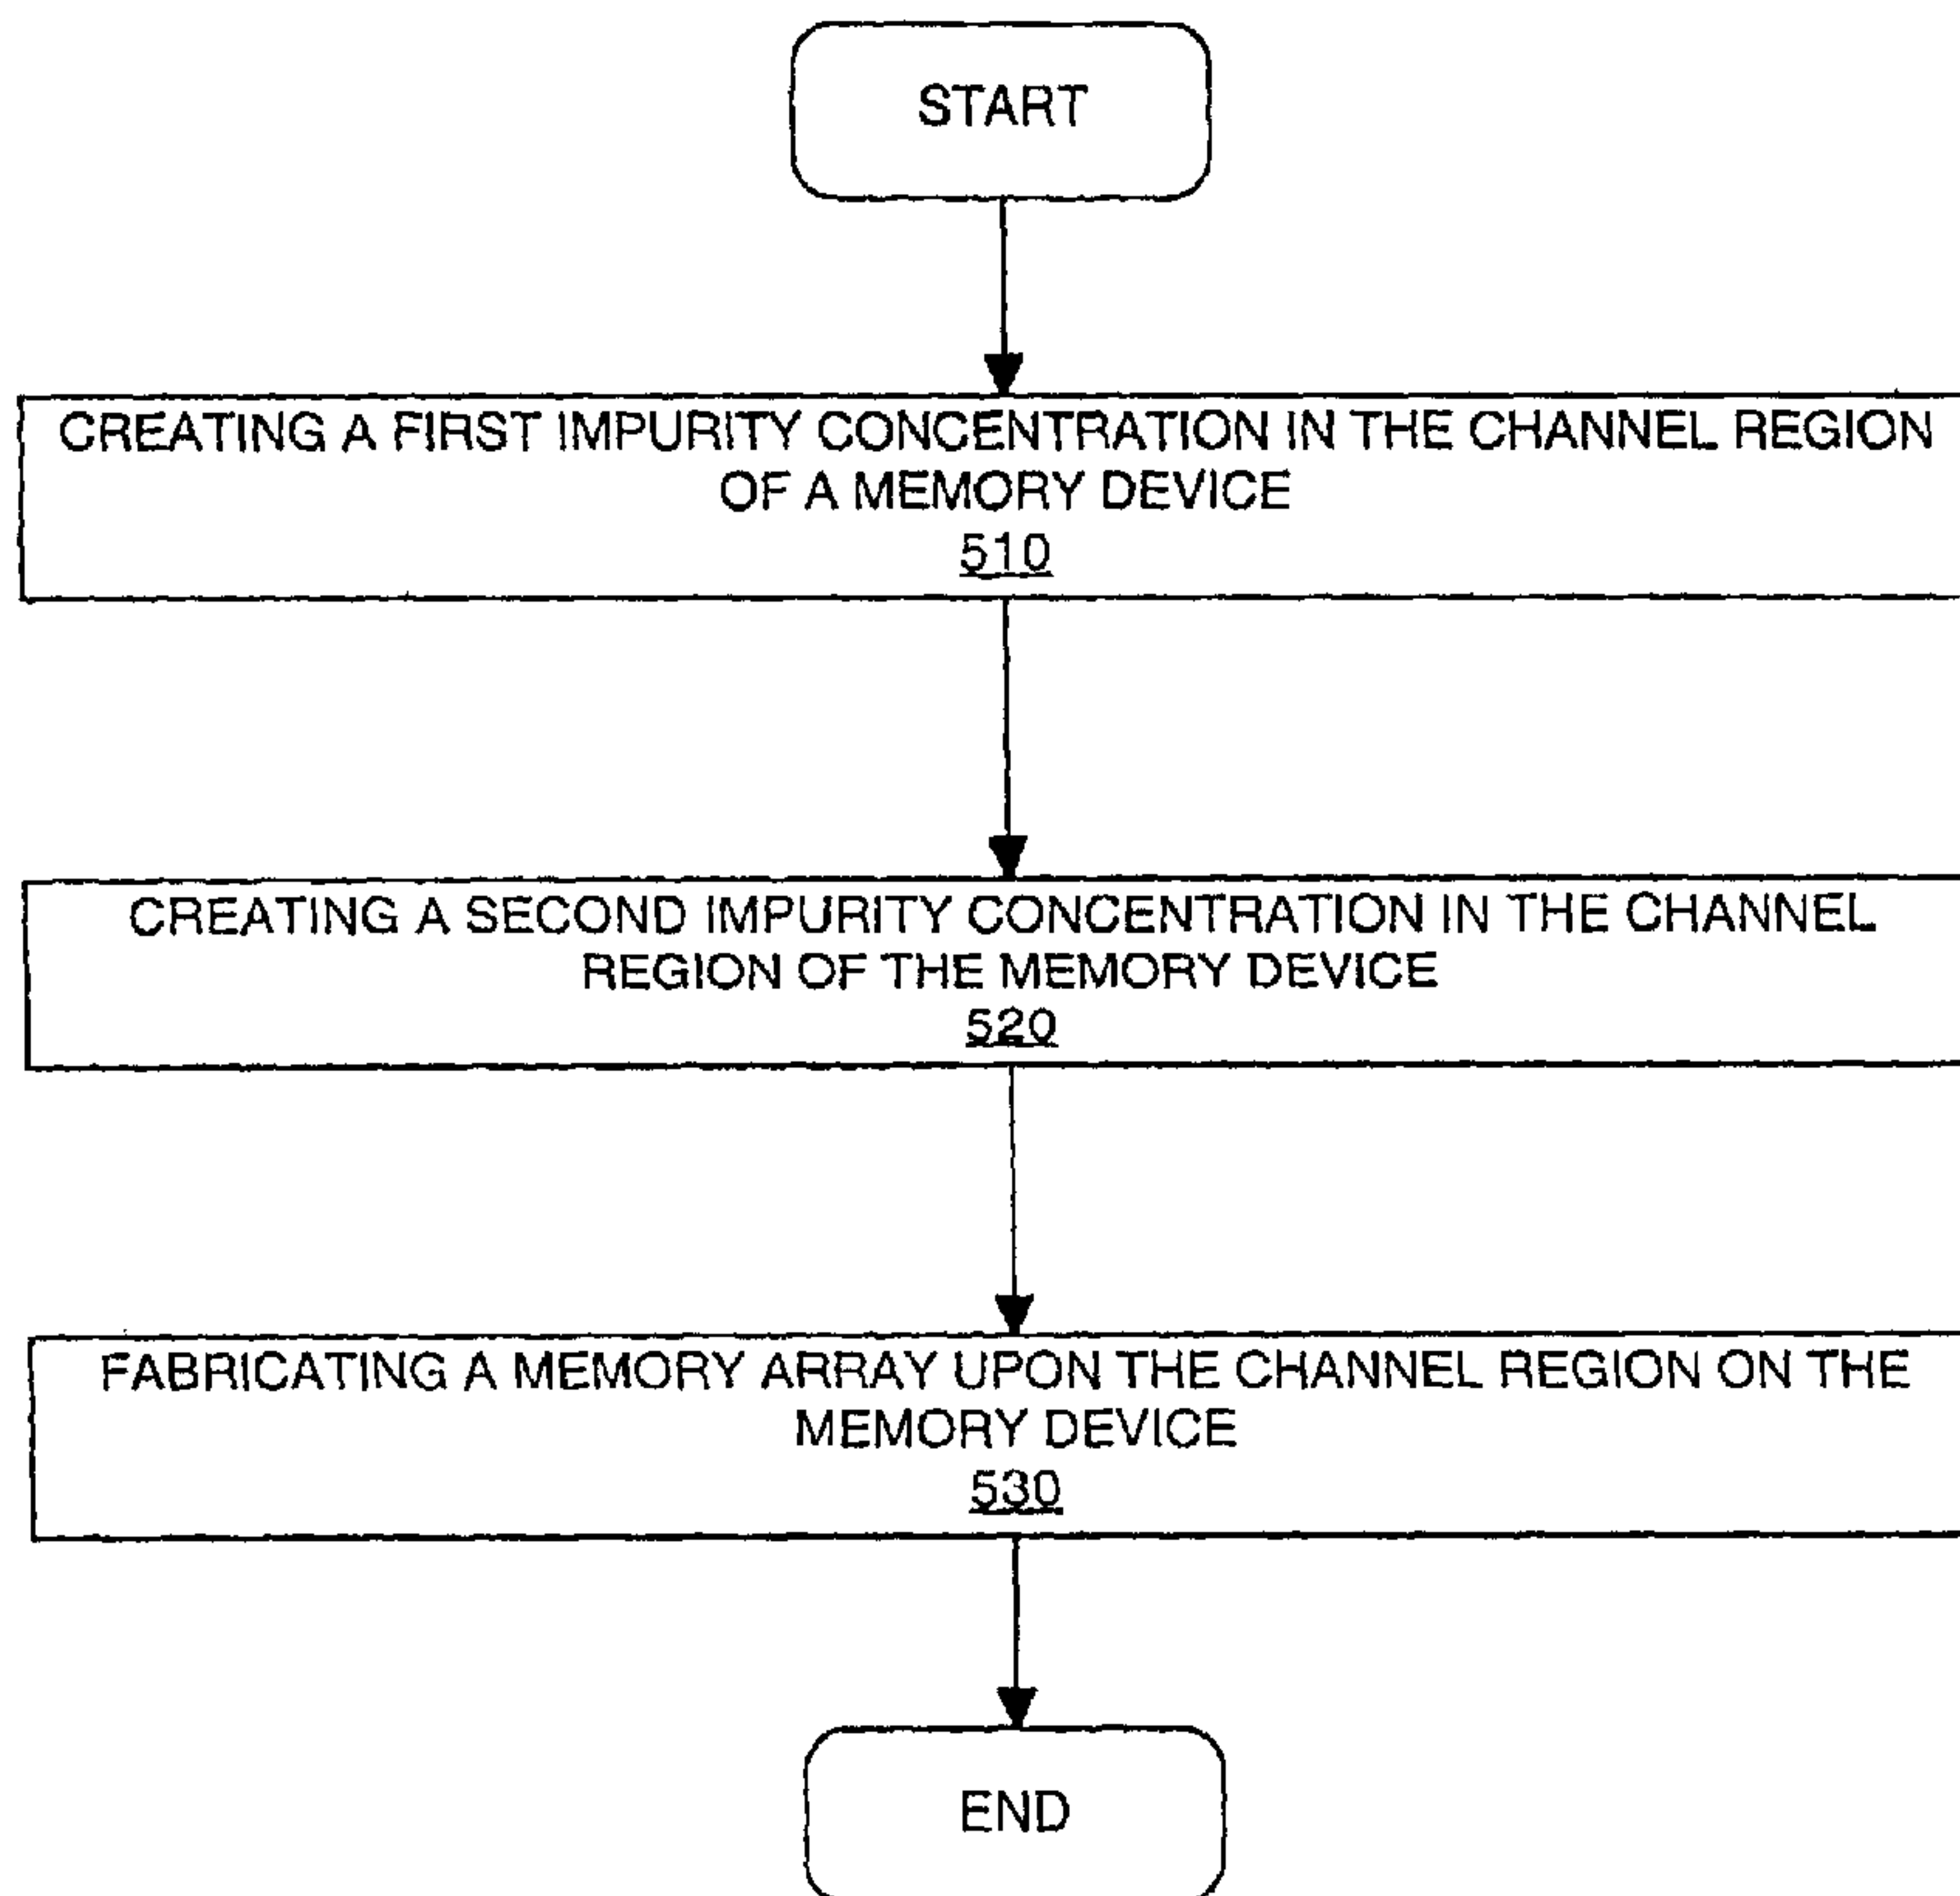 START
CREATING A FIRST IMPURITY CONCENTRATION IN THE CHANNEL REGION
OF A MEMORY DEVICE
510
CREATING A SECOND IMPURITY CONCENTRATION IN THE CHANNEL
REGION OF THE MEMORY DEVICE
520
FABRICATING A MEMORY ARRAY UPON THE CHANNEL REGION ON THE
MEMORY DEVICE
530
END